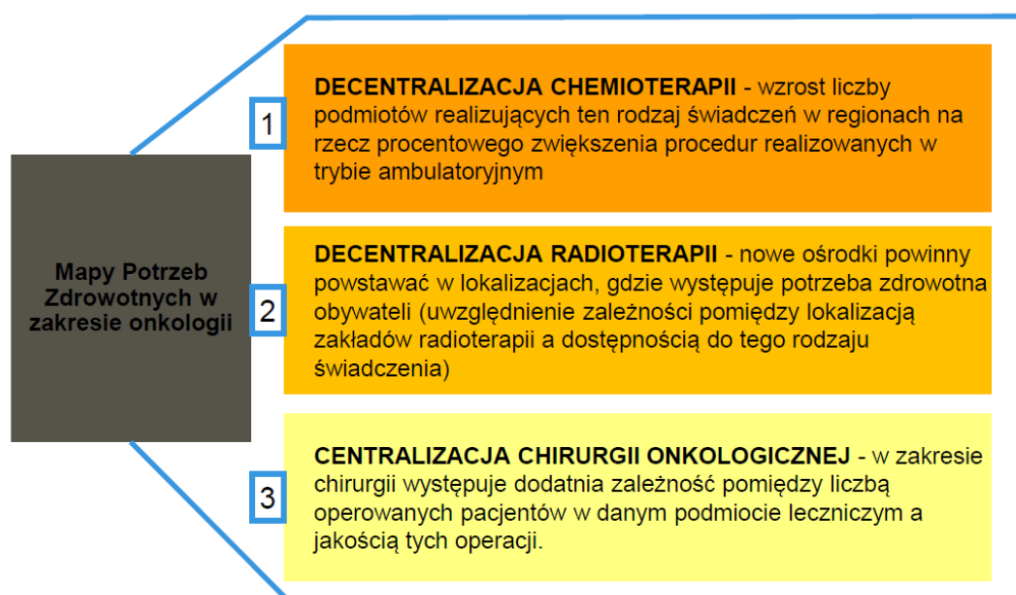 Mapy Potrzeb
Zdrowotnych w
zakresie onkologii
1
DECENTRALIZACJA CHEMIOTERAPII - wzrost liczby
podmiotów realizujących ten rodzaj świadczeń w regionach na
rzecz procentowego zwiększenia procedur realizowanych w
trybie ambulatoryjnym
2
DECENTRALIZACJA RADIOTERAPII - nowe ośrodki powinny
powstawać w lokalizacjach, gdzie występuje potrzeba zdrowotna
obywateli (uwzględnienie zależności pomiędzy lokalizacją
zakładów radioterapii a dostępnością do tego rodzaju
świadczenia)
3
CENTRALIZACJA CHIRURGII ONKOLOGICZNEJ - w zakresie
chirurgii występuje dodatnia zależność pomiędzy liczbą
operowanych pacjentów w danym podmiocie leczniczym a
jakością tych operacji.